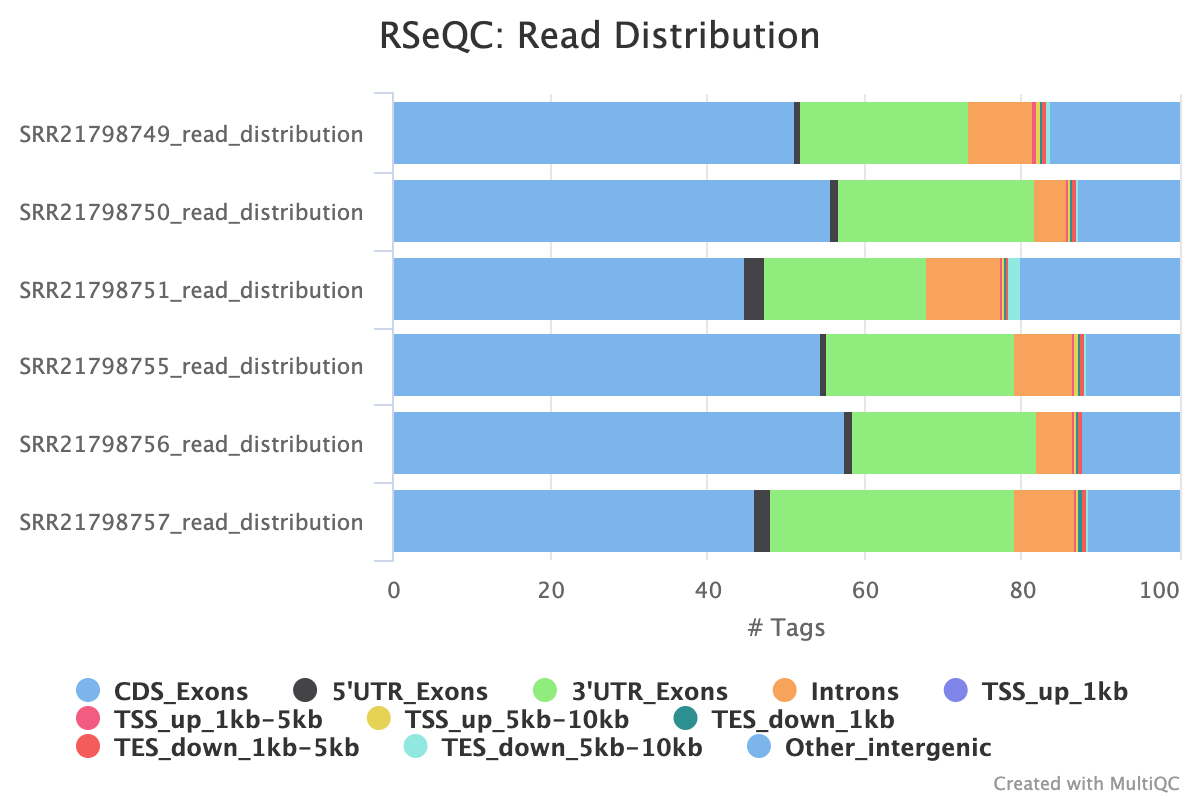 RSeQC: Read Distribution
SRR21798749_read_distribution
SRR21798750_read_distribution
SRR21798751_read_distribution
SRR21798755_read_distribution
SRR21798756_read_distribution
SRR21798757_read_distribution
0 20 40 60 80 100
# Tags
CDS_Exons 5'UTR_Exons 3'UTR_Exons Introns TSS_up_1kb
TSS_up_1kb-5kb TSS_up_5kb-10kb TES_down_1kb
TES_down_1kb-5kb TES_down_5kb-10kb Other_intergenic
Created with MultiQC